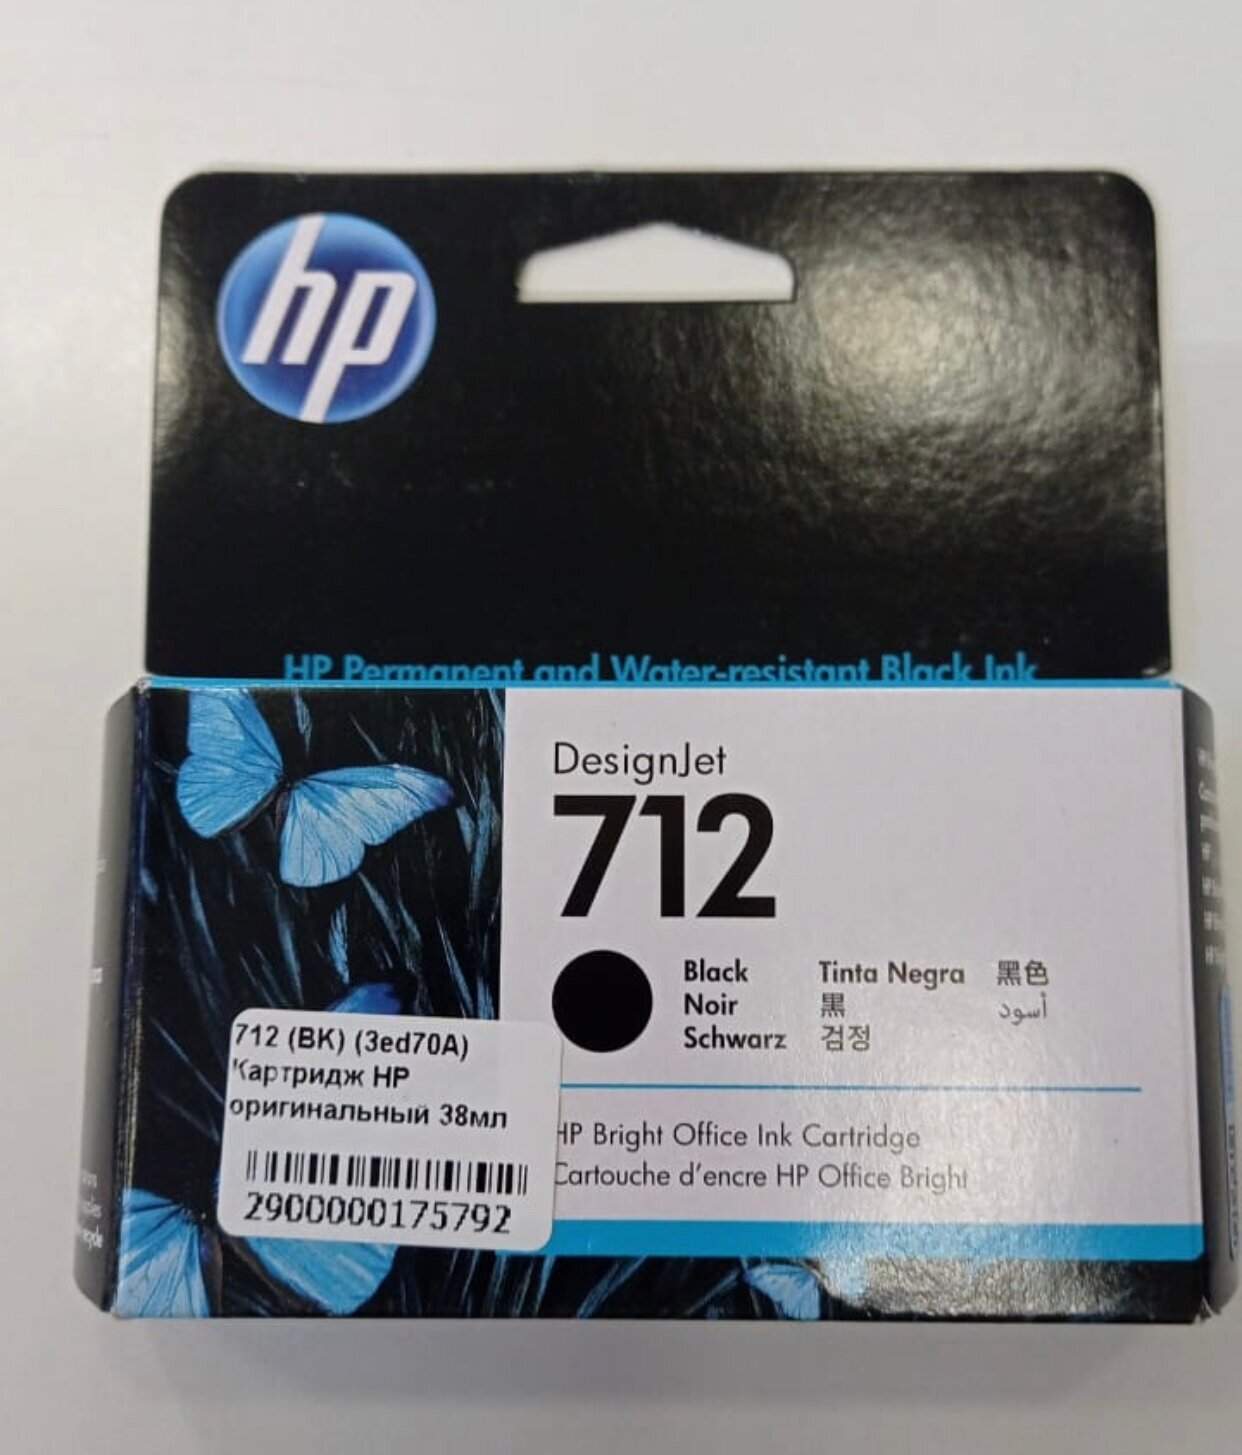 hp
HP Permanent and Water-resistant Black Ink
DesignJet
712
Black Tinta Negra 黑色
Noir 黒 أسود
Schwarz 검정
712 (BK) (3ed70A)
Картридж HP
оригинальный 38мл
2900000175792
HP Bright Office Ink Cartridge
Cartouche d'encre HP Office Bright